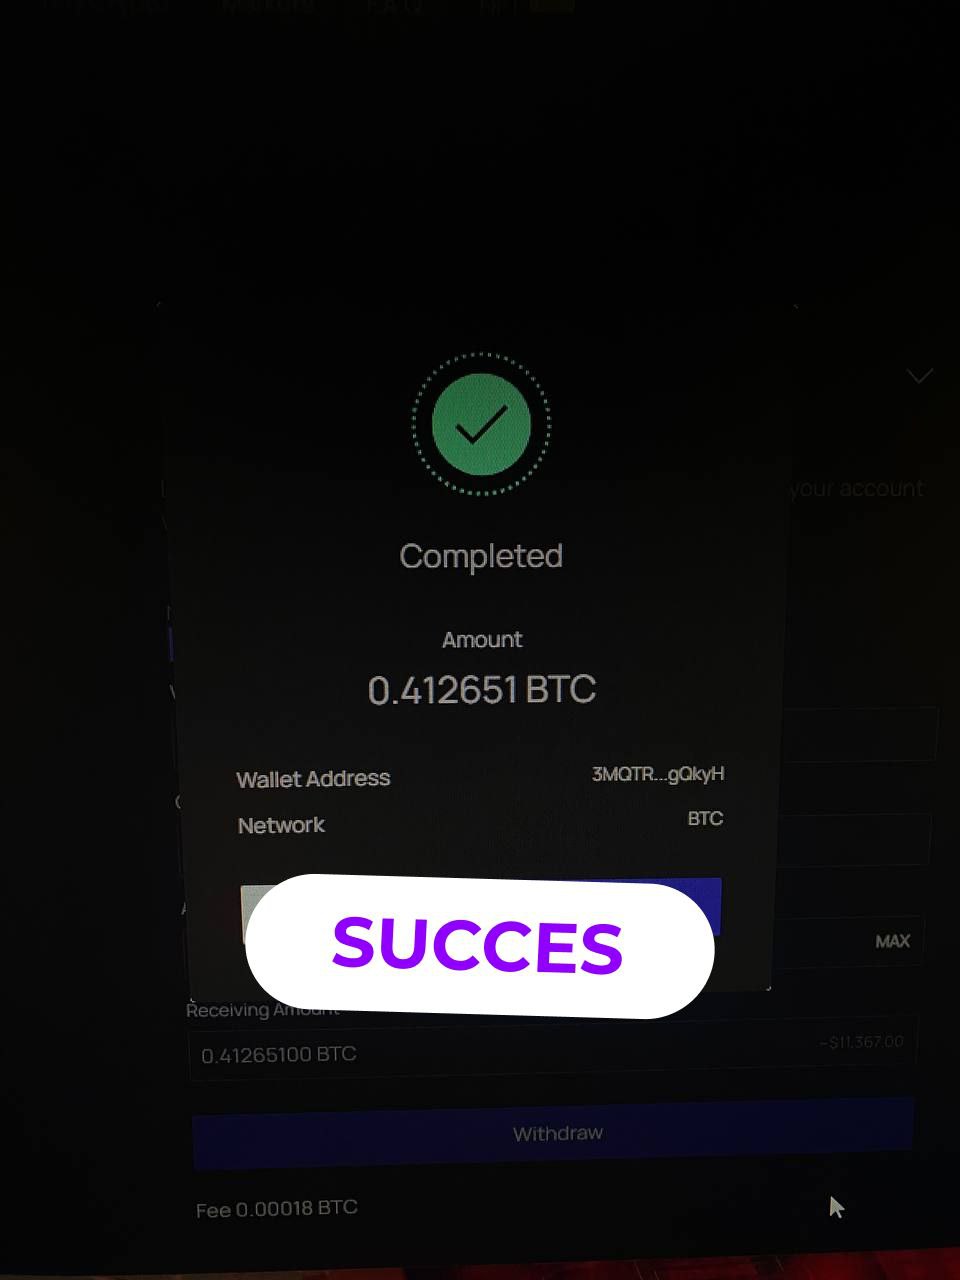 F.A.Q.
your account
Completed
Amount
0.412651 BTC
Wallet Address 3MQTR...gQkyH
Network BTC
SUCCES
MAX
Receiving Amount
0.41265100 BTC ~$11,367.00
Withdraw
Fee 0.00018 BTC